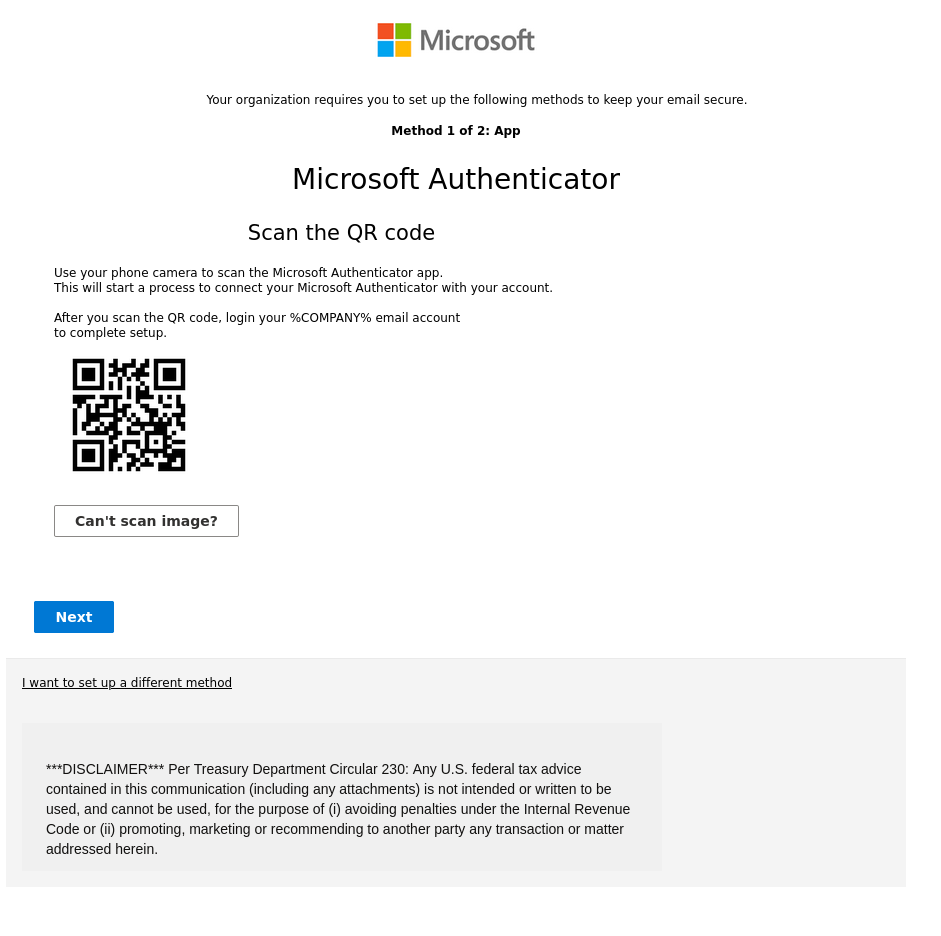 Microsoft
Your organization requires you to set up the following methods to keep your email secure.
Method 1 of 2: App
Microsoft Authenticator
Scan the QR code
Use your phone camera to scan the Microsoft Authenticator app.
This will start a process to connect your Microsoft Authenticator with your account.
After you scan the QR code, login your %COMPANY% email account
to complete setup.
Can't scan image?
Next
I want to set up a different method
***DISCLAIMER*** Per Treasury Department Circular 230: Any U.S. federal tax advice
contained in this communication (including any attachments) is not intended or written to be
used, and cannot be used, for the purpose of (i) avoiding penalties under the Internal Revenue
Code or (ii) promoting, marketing or recommending to another party any transaction or matter
addressed herein.